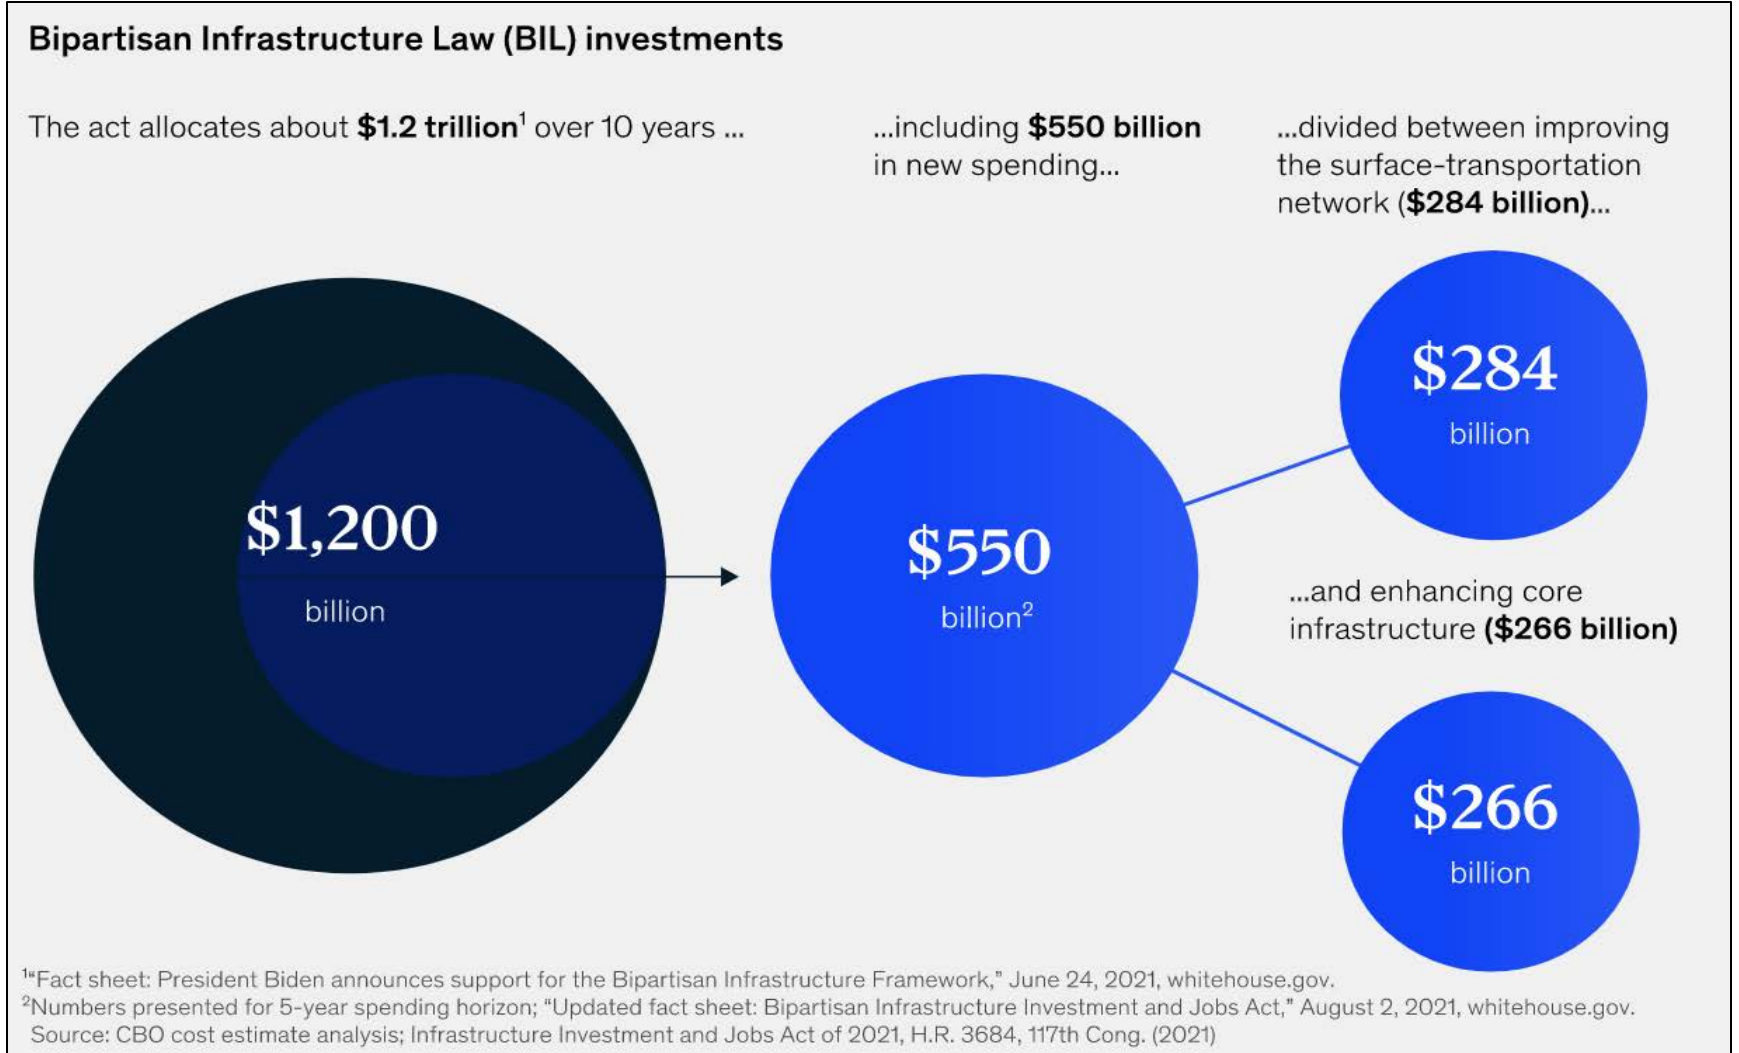 Bipartisan Infrastructure Law (BIL) investments
The act allocates about $1.2 trillion¹ over 10 years ...
...including $550 billion
in new spending...
...divided between improving
the surface-transportation
network ($284 billion)...
$1,200
billion
$550
billion²
$284
billion
...and enhancing core
infrastructure ($266 billion)
$266
billion
¹“Fact sheet: President Biden announces support for the Bipartisan Infrastructure Framework,” June 24, 2021, whitehouse.gov.
²Numbers presented for 5-year spending horizon; “Updated fact sheet: Bipartisan Infrastructure Investment and Jobs Act,” August 2, 2021, whitehouse.gov.
Source: CBO cost estimate analysis; Infrastructure Investment and Jobs Act of 2021, H.R. 3684, 117th Cong. (2021)